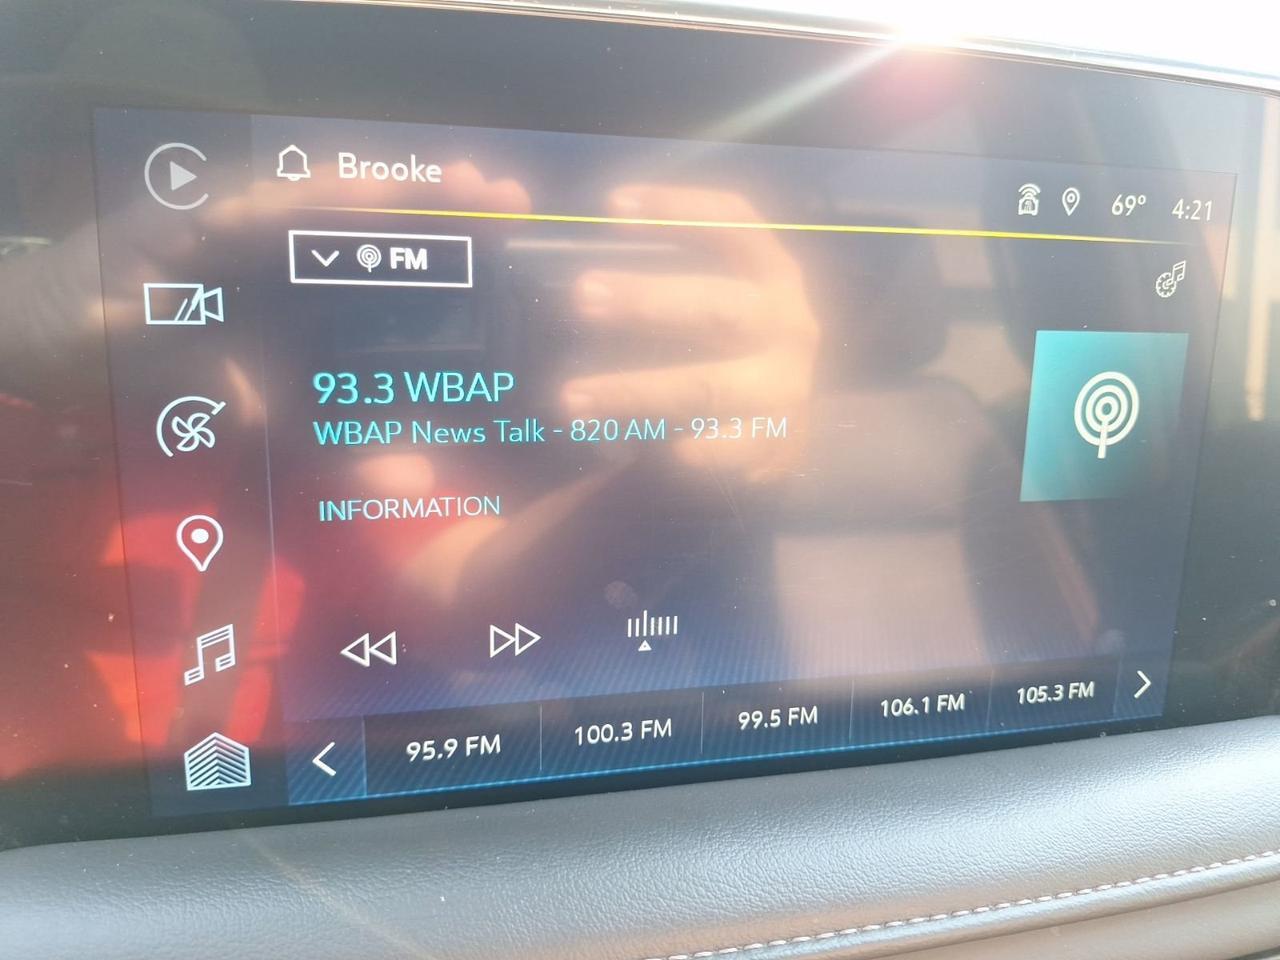 Brooke
69° 4:21
FM
93.3 WBAP
WBAP News Talk - 820 AM - 93.3 FM
INFORMATION
95.9 FM
100.3 FM
99.5 FM
106.1 FM
105.3 FM